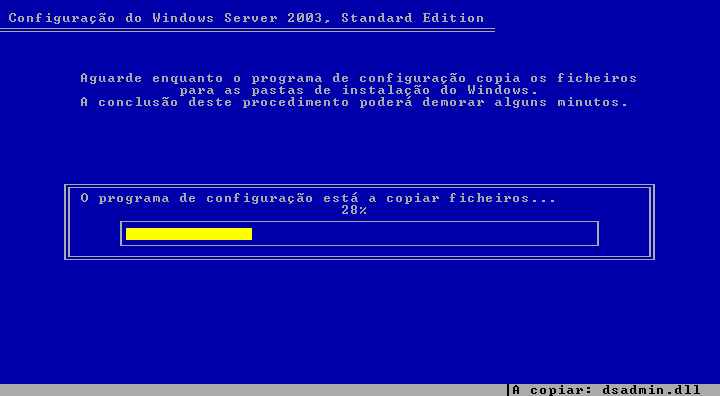 Configuração do Windows Server 2003, Standard Edition
Aguarde enquanto o programa de configuração copia os ficheiros
para as pastas de instalação do Windows.
A conclusão deste procedimento poderá demorar alguns minutos.
O programa de configuração está a copiar ficheiros...
28%
A copiar: dsadmin.dll